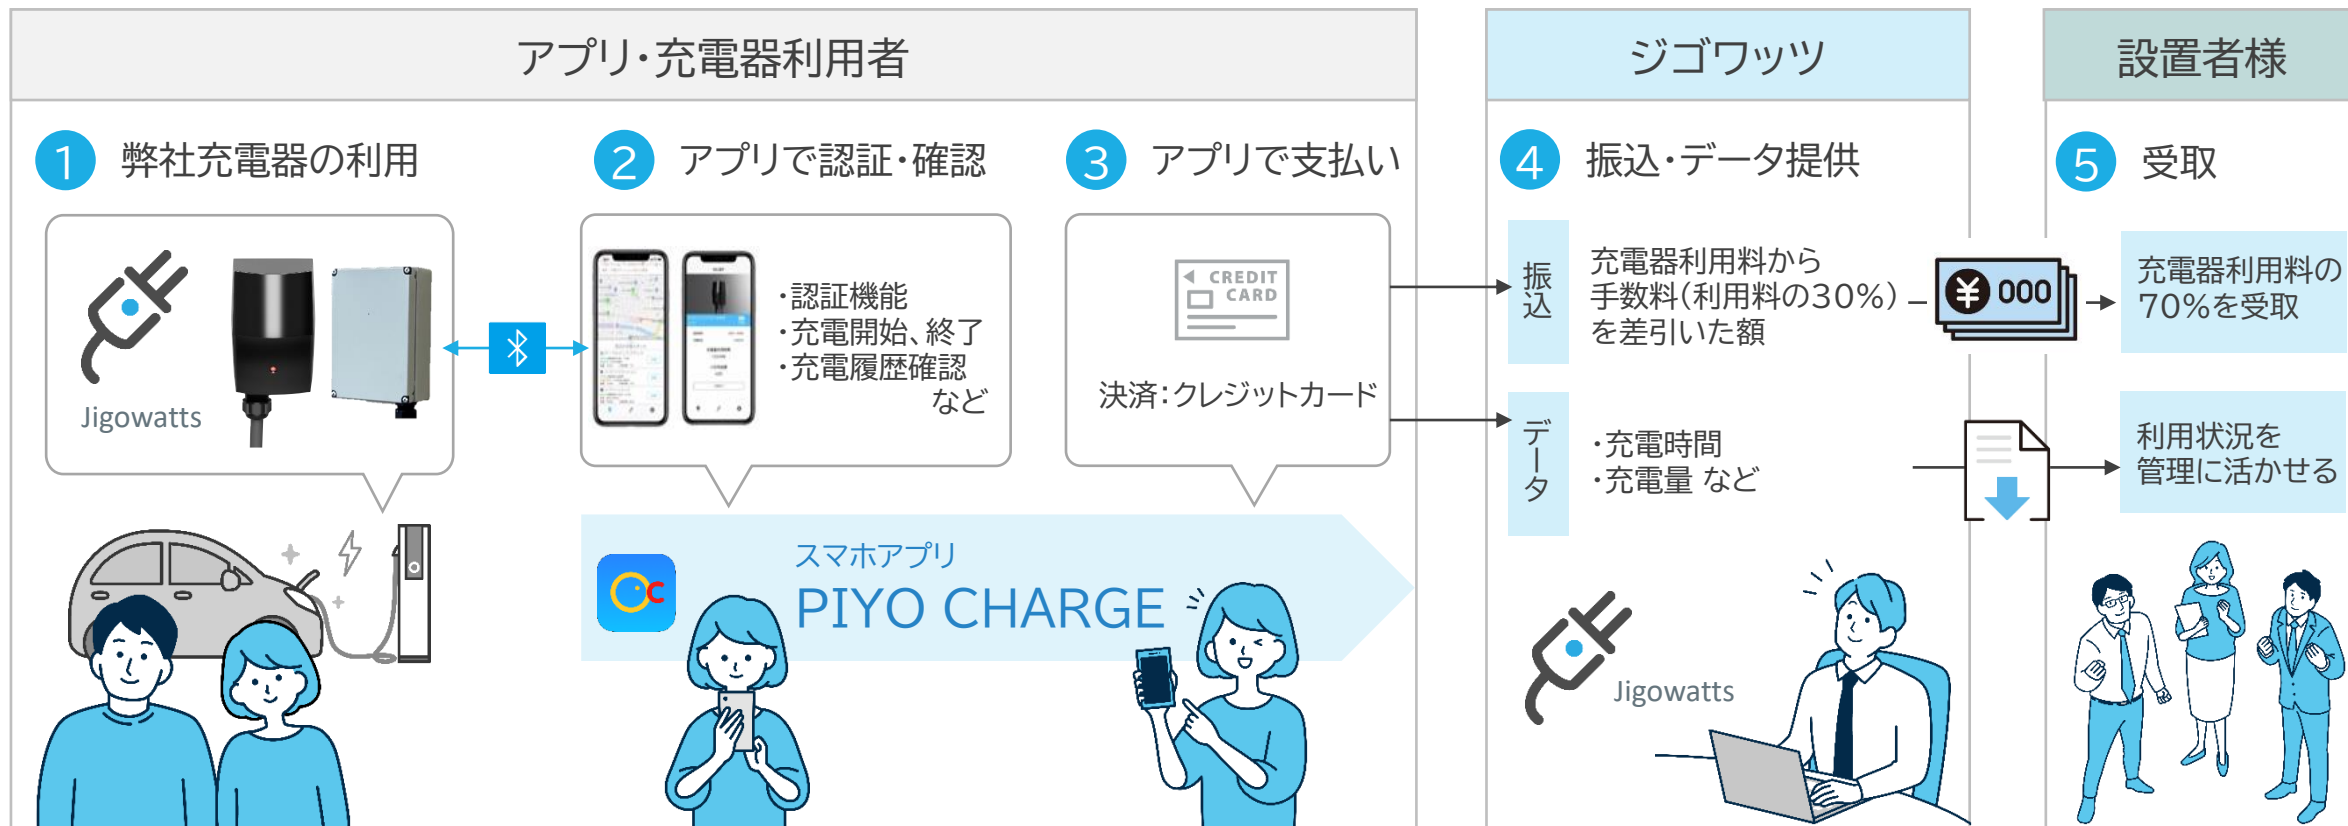 アプリ・充電器利用者
ジゴワッツ
設置者様
1 弊社充電器の利用
2 アプリで認証・確認
3 アプリで支払い
4 振込・データ提供
5 受取
Jigowatts
・認証機能
・充電開始、終了
・充電履歴確認
など
CREDIT
CARD
決済：クレジットカード
振込
充電器利用料から
手数料(利用料の30%)
を差引いた額
¥ 000
充電器利用料の
70%を受取
データ
・充電時間
・充電量 など
利用状況を
管理に活かせる
スマホアプリ
PIYO CHARGE
Jigowatts